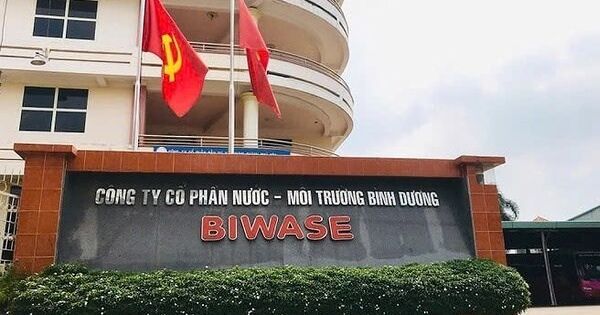 CÔNG TY CỔ PHẦN NƯỚC - MÔI TRƯỜNG BÌNH DƯƠNG
BIWASE